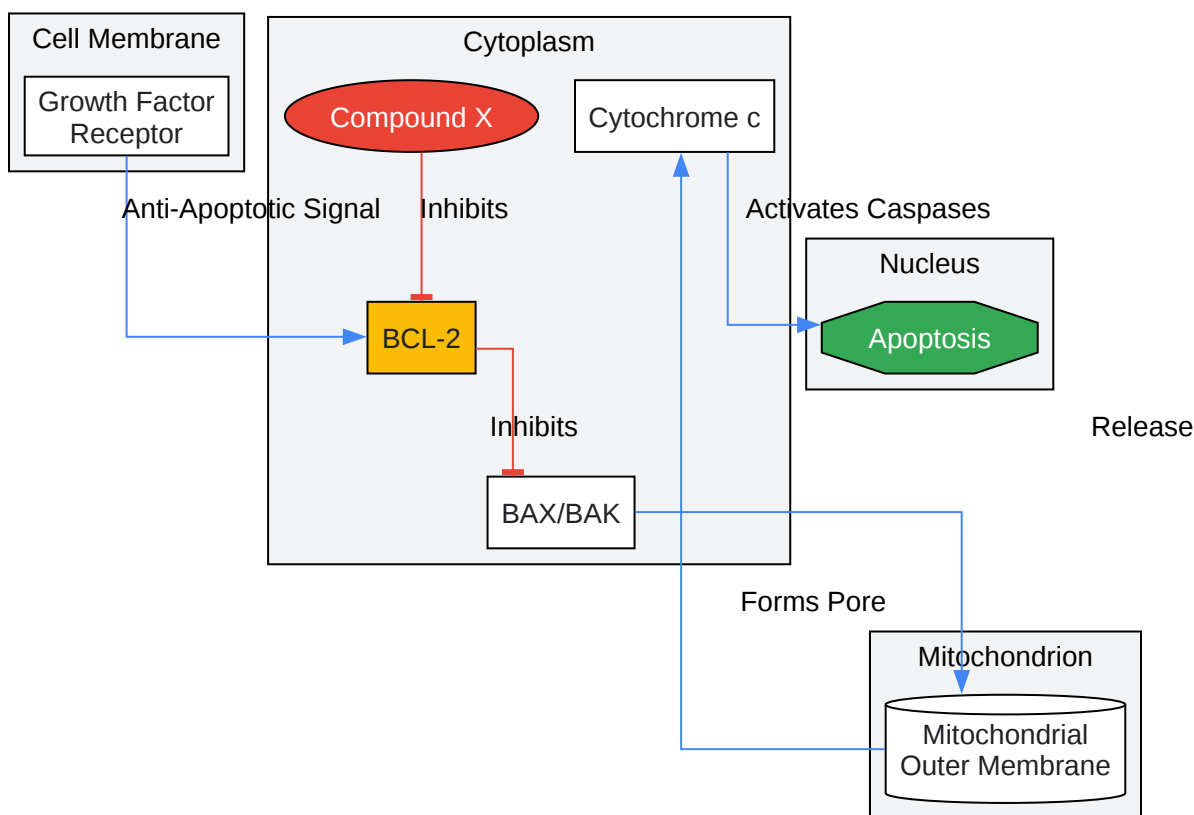 Cell Membrane
Growth Factor
Receptor
Cytoplasm
Compound X
Cytochrome c
Anti-Apoptotic Signal
Inhibits
Activates Caspases
Nucleus
Apoptosis
BCL-2
Inhibits
Release
BAX/BAK
Forms Pore
Mitochondrion
Mitochondrial
Outer Membrane